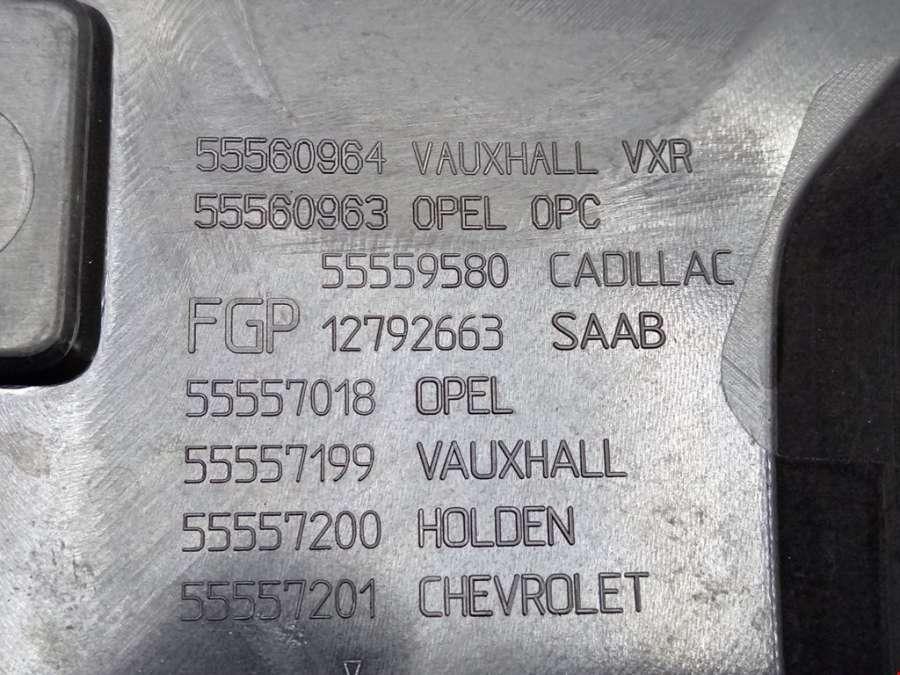 55560964 VAUXHALL VXR
55560963 OPEL OPC
55559580 CADILLAC
FGP 12792663 SAAB
55557018 OPEL
55557199 VAUXHALL
55557200 HOLDEN
55557201 CHEVROLET